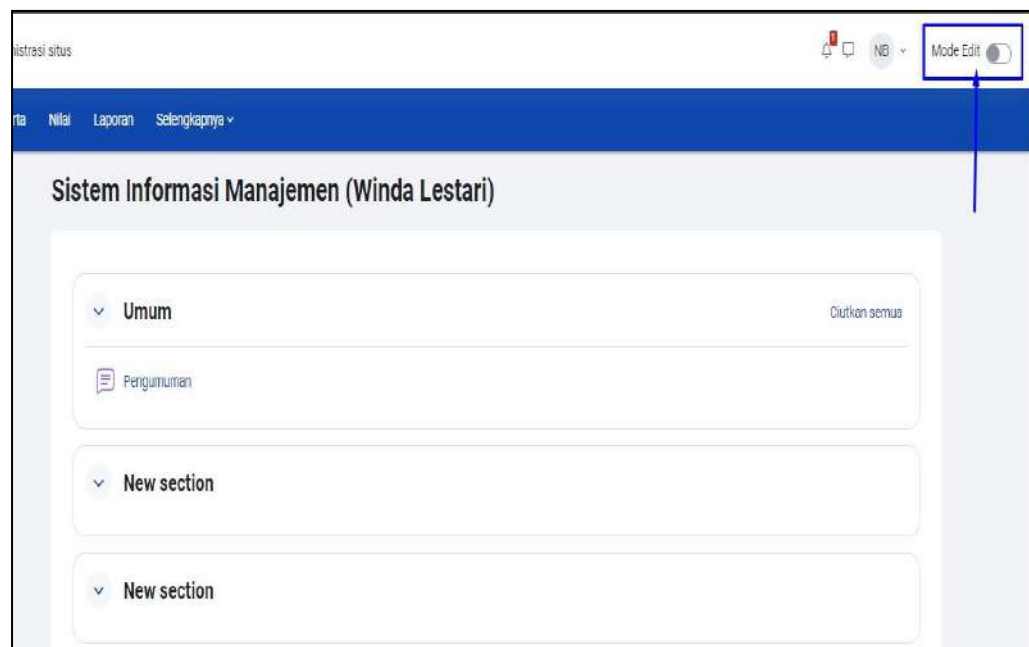 nistrasi situs
NB
Mode Edit
rta Nilai Laporan Selengkapnya
Sistem Informasi Manajemen (Winda Lestari)
Umum
Ciutkan semua
Pengumuman
New section
New section